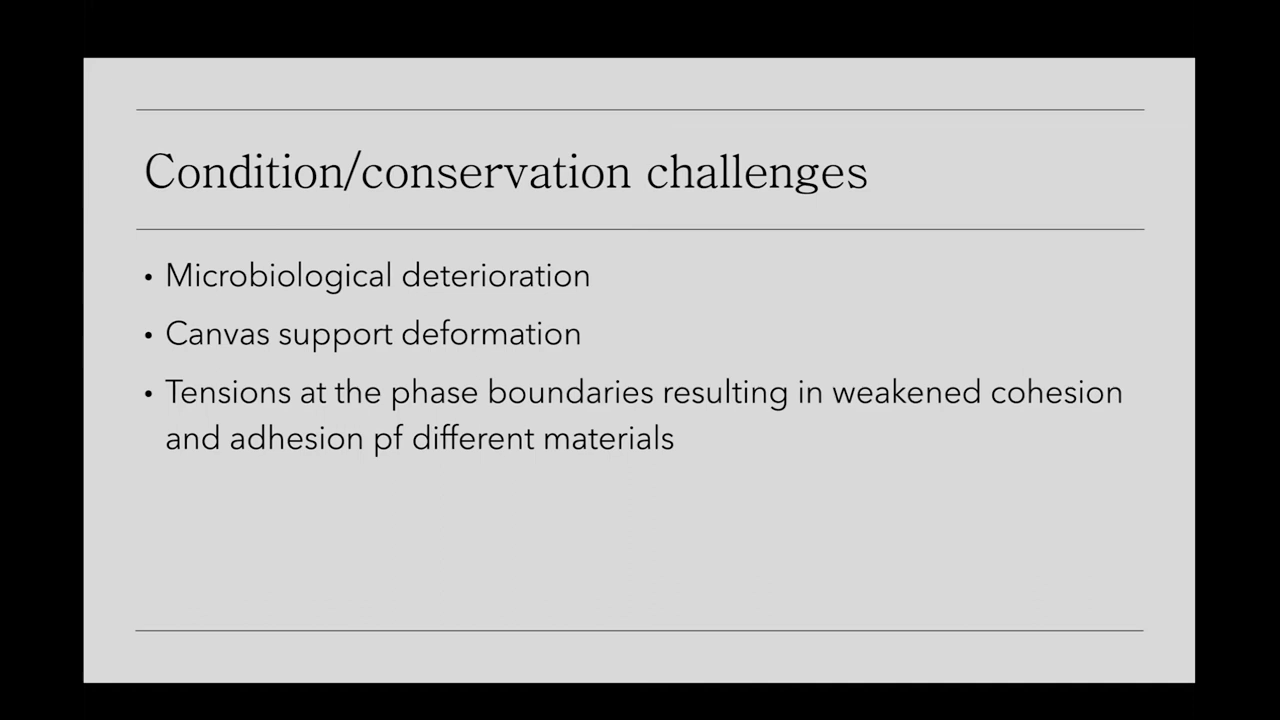 Condition/conservation challenges
• Microbiological deterioration
• Canvas support deformation
• Tensions at the phase boundaries resulting in weakened cohesion
and adhesion pf different materials